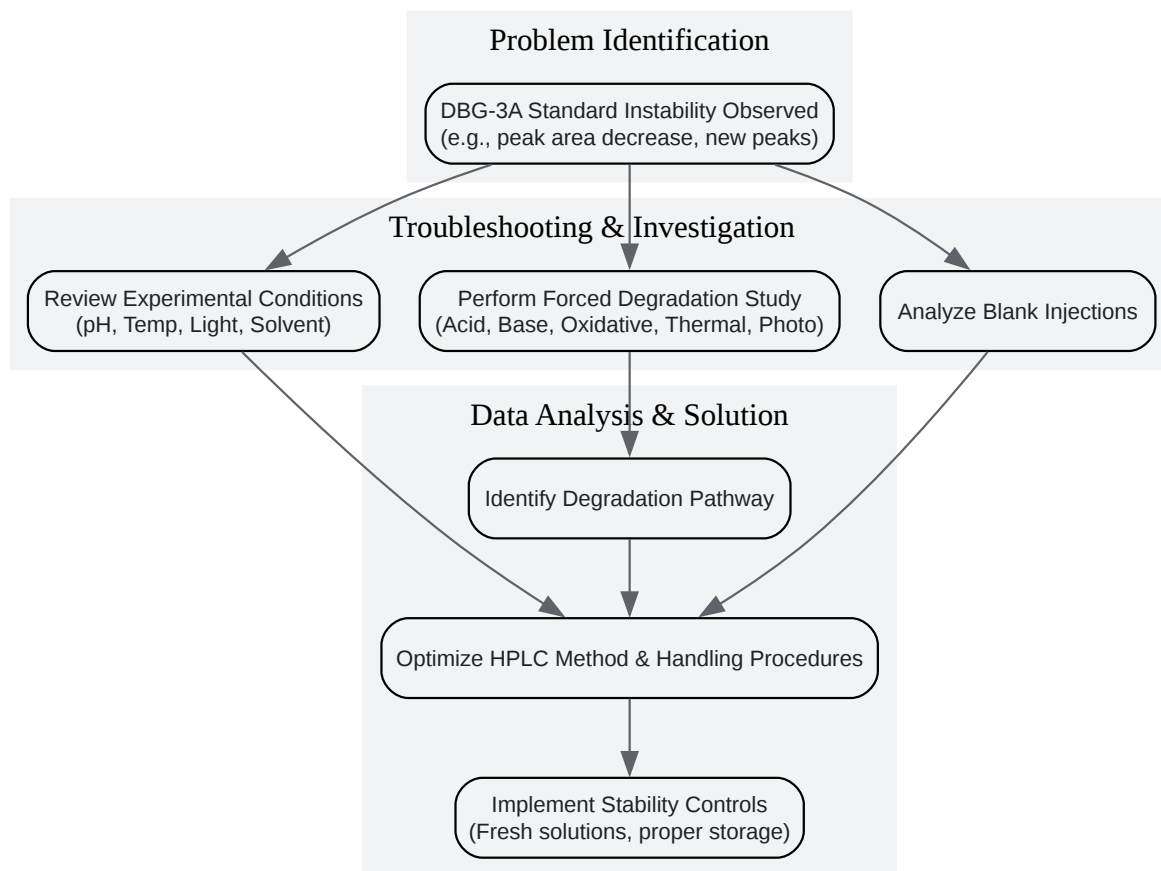 Problem Identification
DBG-3A Standard Instability Observed
(e.g., peak area decrease, new peaks)
Troubleshooting & Investigation
Review Experimental Conditions
(pH, Temp, Light, Solvent)
Perform Forced Degradation Study
(Acid, Base, Oxidative, Thermal, Photo)
Analyze Blank Injections
Data Analysis & Solution
Identify Degradation Pathway
Optimize HPLC Method & Handling Procedures
Implement Stability Controls
(Fresh solutions, proper storage)